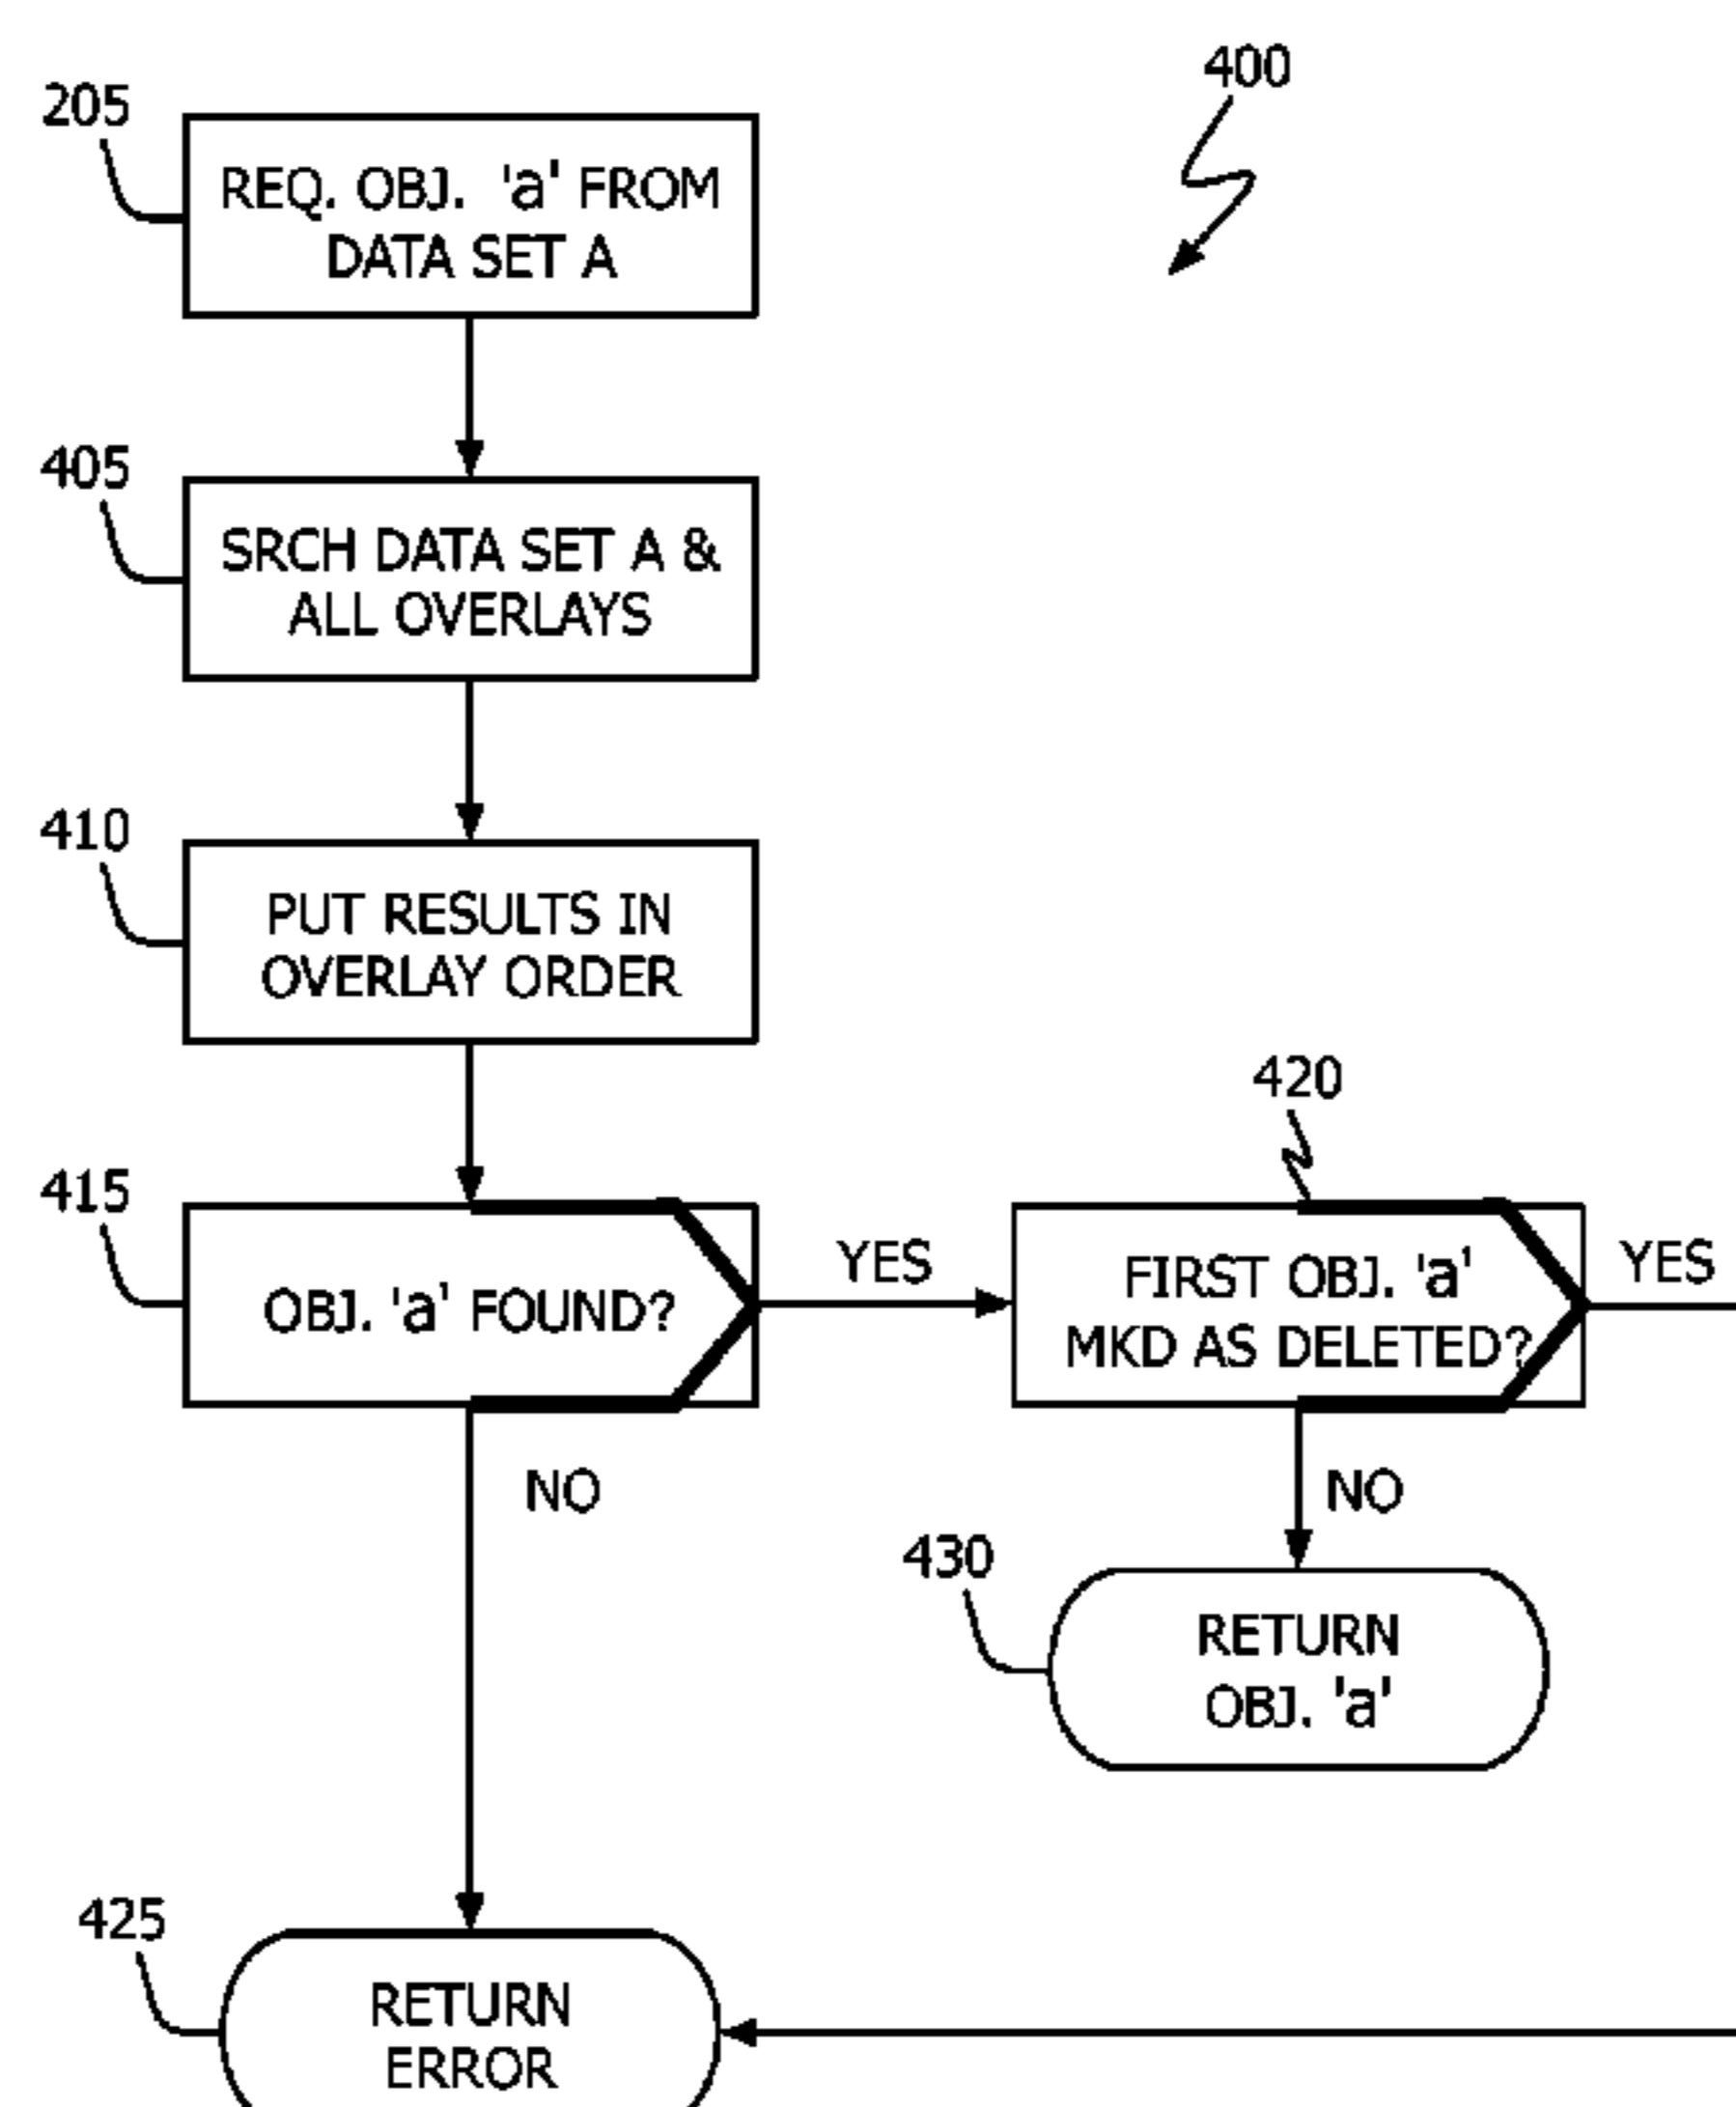 400
205
REQ. OBJ. 'a' FROM
DATA SET A
405
SRCH DATA SET A &
ALL OVERLAYS
410
PUT RESULTS IN
OVERLAY ORDER
420
415
OBJ. 'a' FOUND?
YES
FIRST OBJ. 'a'
MKD AS DELETED?
YES
NO
NO
430
RETURN
OBJ. 'a'
425
RETURN
ERROR